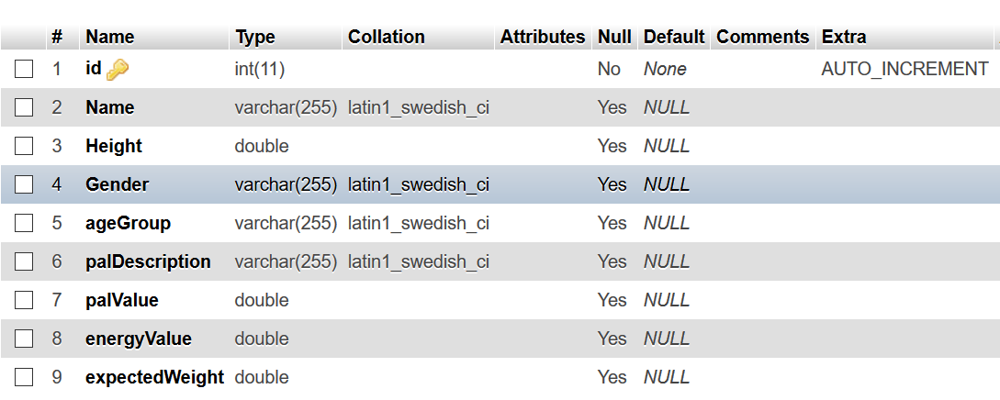 # Name Type Collation Attributes Null Default Comments Extra
1 id int(11) No None AUTO_INCREMENT
2 Name varchar(255) latin1_swedish_ci Yes NULL
3 Height double Yes NULL
4 Gender varchar(255) latin1_swedish_ci Yes NULL
5 ageGroup varchar(255) latin1_swedish_ci Yes NULL
6 palDescription varchar(255) latin1_swedish_ci Yes NULL
7 palValue double Yes NULL
8 energyValue double Yes NULL
9 expectedWeight double Yes NULL